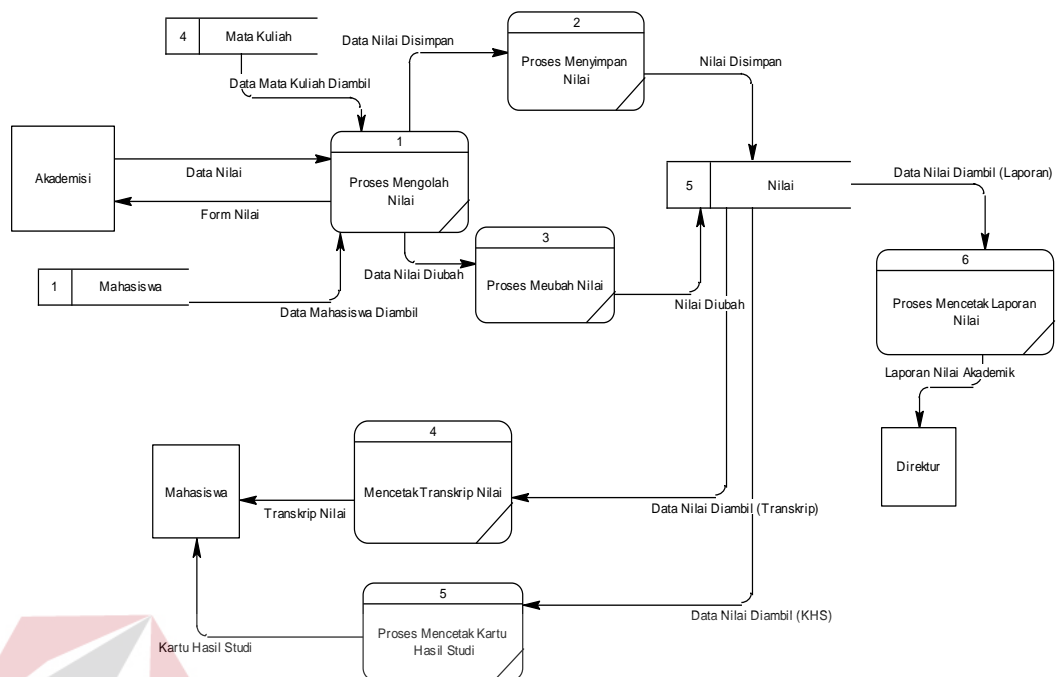 4
Mata Kuliah
Data Nilai Disimpan
2
Proses Menyimpan
Nilai
Nilai Disimpan
Data Mata Kuliah Diambil
Akademisi
Data Nilai
Form Nilai
1
Proses Mengolah
Nilai
5
Nilai
Data Nilai Diambil (Laporan)
1
Mahasiswa
Data Mahasiswa Diambil
Data Nilai Diubah
3
Proses Meubah Nilai
Nilai Diubah
6
Proses Mencetak Laporan
Nilai
Laporan Nilai Akademik
Direktur
Mahasiswa
Transkrip Nilai
4
Mencetak Transkrip Nilai
Data Nilai Diambil (Transkrip)
5
Proses Mencetak Kartu
Hasil Studi
Data Nilai Diambil (KHS)
Kartu Hasil Studi